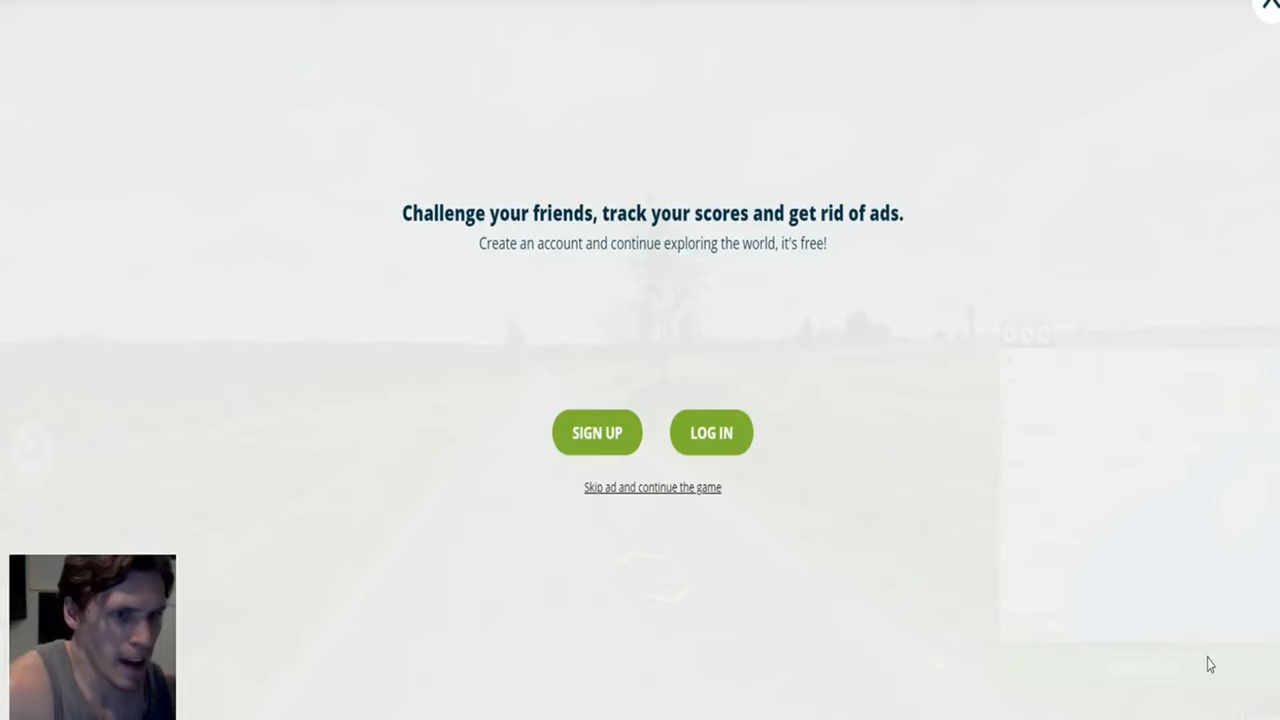 Challenge your friends, track your scores and get rid of ads.
Create an account and continue exploring the world, it's free!
SIGN UP
LOG IN
Skip ad and continue the game